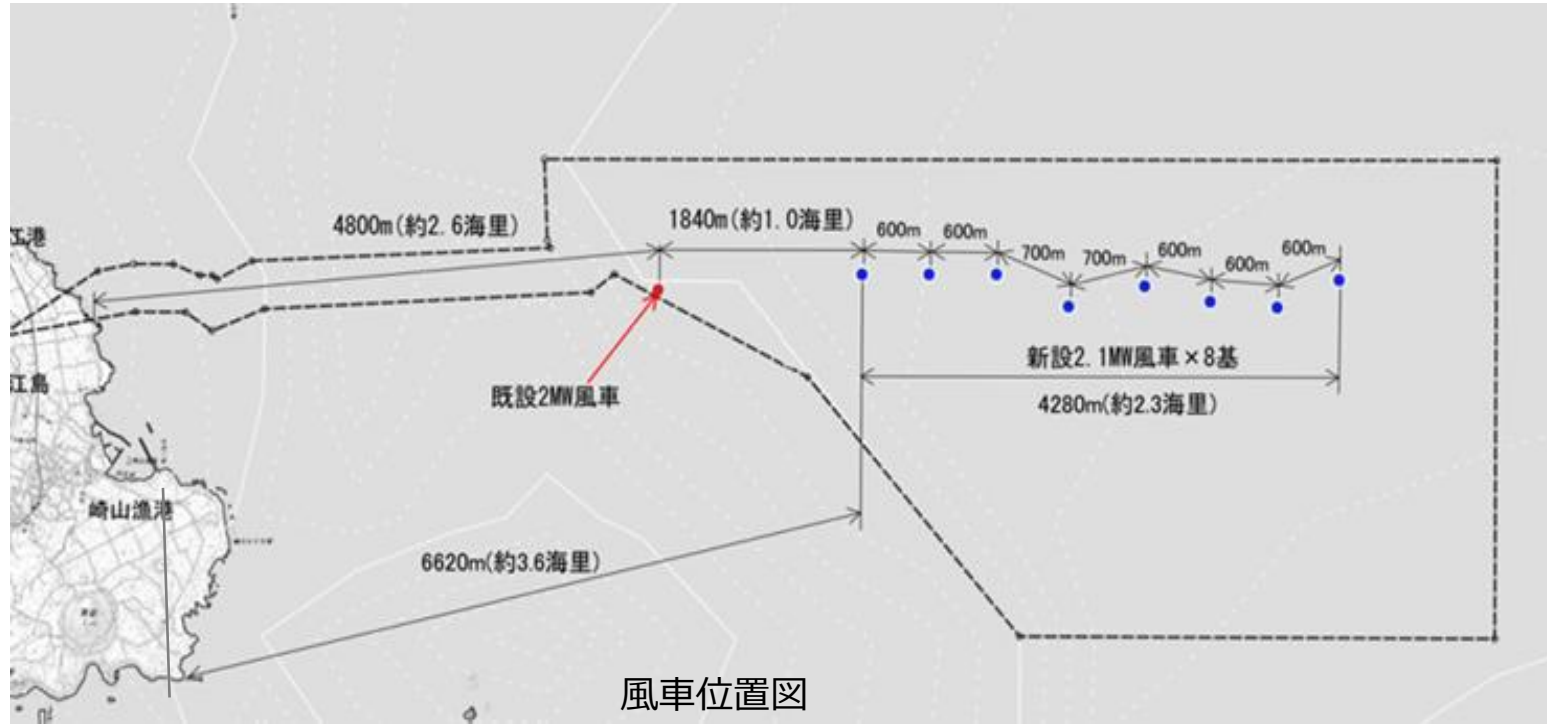 江港
4800m(約2.6海里)
1840m(約1.0海里)
600m
600m
700m
700m
600m
600m
600m
江島
既設2MW風車
新設2.1MW風車×8基
4280m(約2.3海里)
崎山漁港
6620m(約3.6海里)
風車位置図